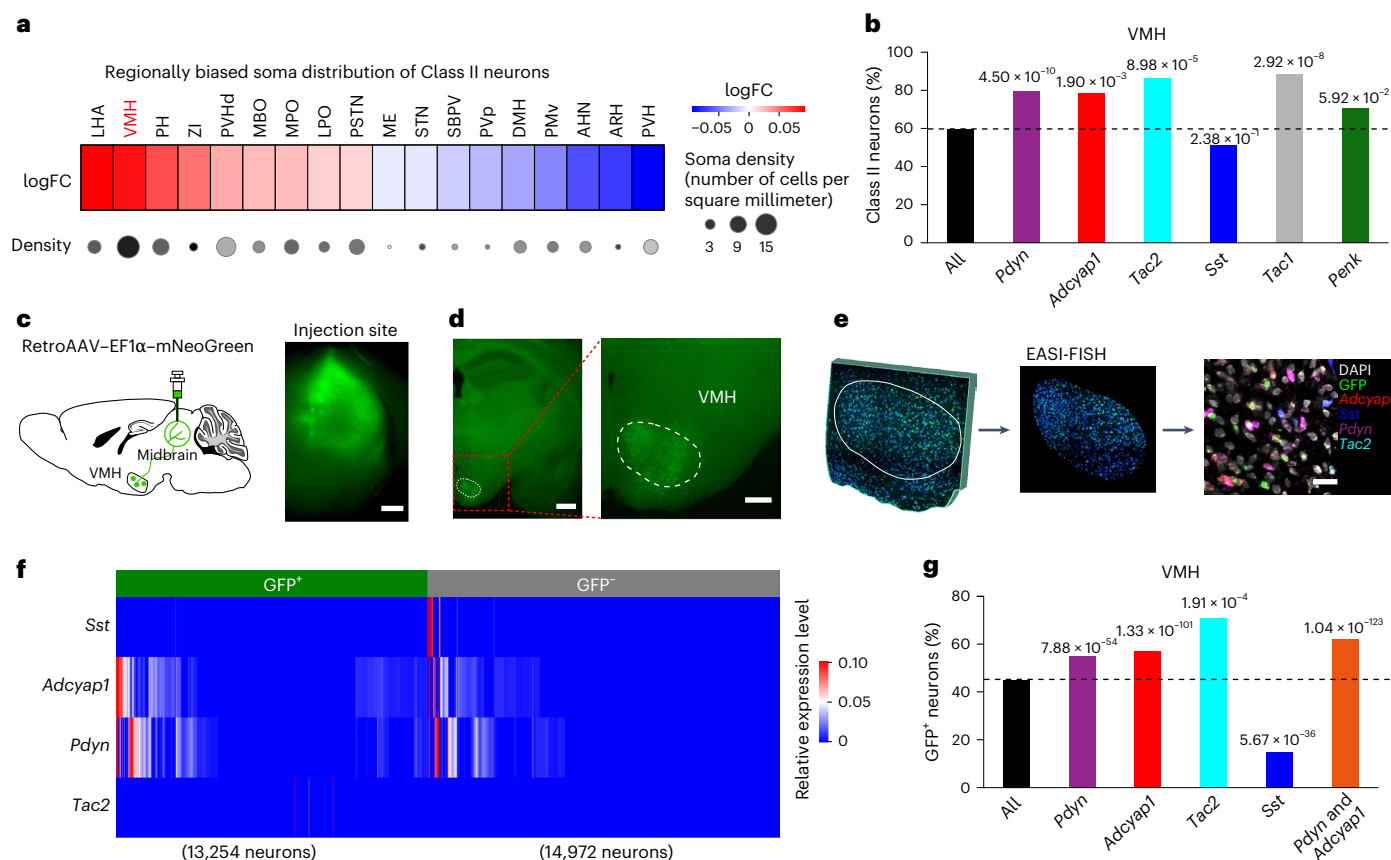 a
Regionally biased soma distribution of Class II neurons
LHA
VMH
PH
ZI
PVHd
MBO
MPO
LPO
PSTN
ME
STN
SBPV
PVp
DMH
PMv
AHN
ARH
PVH
logFC
Density
logFC
−0.05 0 0.05
Soma density
(number of cells per
square millimeter)
3 9 15
b
VMH
Class II neurons (%)
100
80
60
40
20
0
4.50 × 10⁻¹⁰
1.90 × 10⁻³
8.98 × 10⁻⁵
2.38 × 10⁻¹
2.92 × 10⁻⁸
5.92 × 10⁻²
All
Pdyn
Adcyap1
Tac2
Sst
Tac1
Penk
c
RetroAAV–EF1α–mNeoGreen
Injection site
Midbrain
VMH
d
VMH
e
EASI-FISH
DAPI
GFP
Adcyap
Sst
Pdyn
Tac2
f
GFP⁺
GFP⁻
Sst
Adcyap1
Pdyn
Tac2
(13,254 neurons)
(14,972 neurons)
Relative expression level
0.10
0.05
0
g
VMH
GFP⁺ neurons (%)
80
60
40
20
0
7.88 × 10⁻⁵⁴
1.33 × 10⁻¹⁰¹
1.91 × 10⁻⁴
5.67 × 10⁻³⁶
1.04 × 10⁻¹²³
All
Pdyn
Adcyap1
Tac2
Sst
Pdyn and
Adcyap1